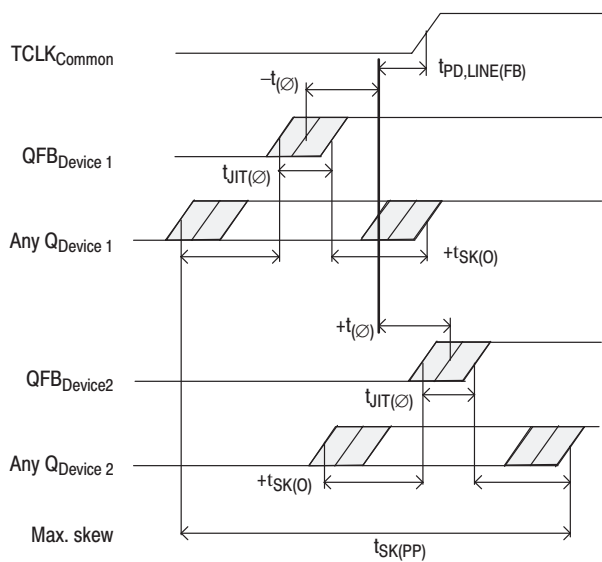 TCLKCommon
tPD,LINE(FB)
–t(∅)
QFBDevice 1
tJIT(∅)
Any QDevice 1
+tSK(O)
+t(∅)
QFBDevice2
tJIT(∅)
Any QDevice 2
+tSK(O)
Max. skew
tSK(PP)